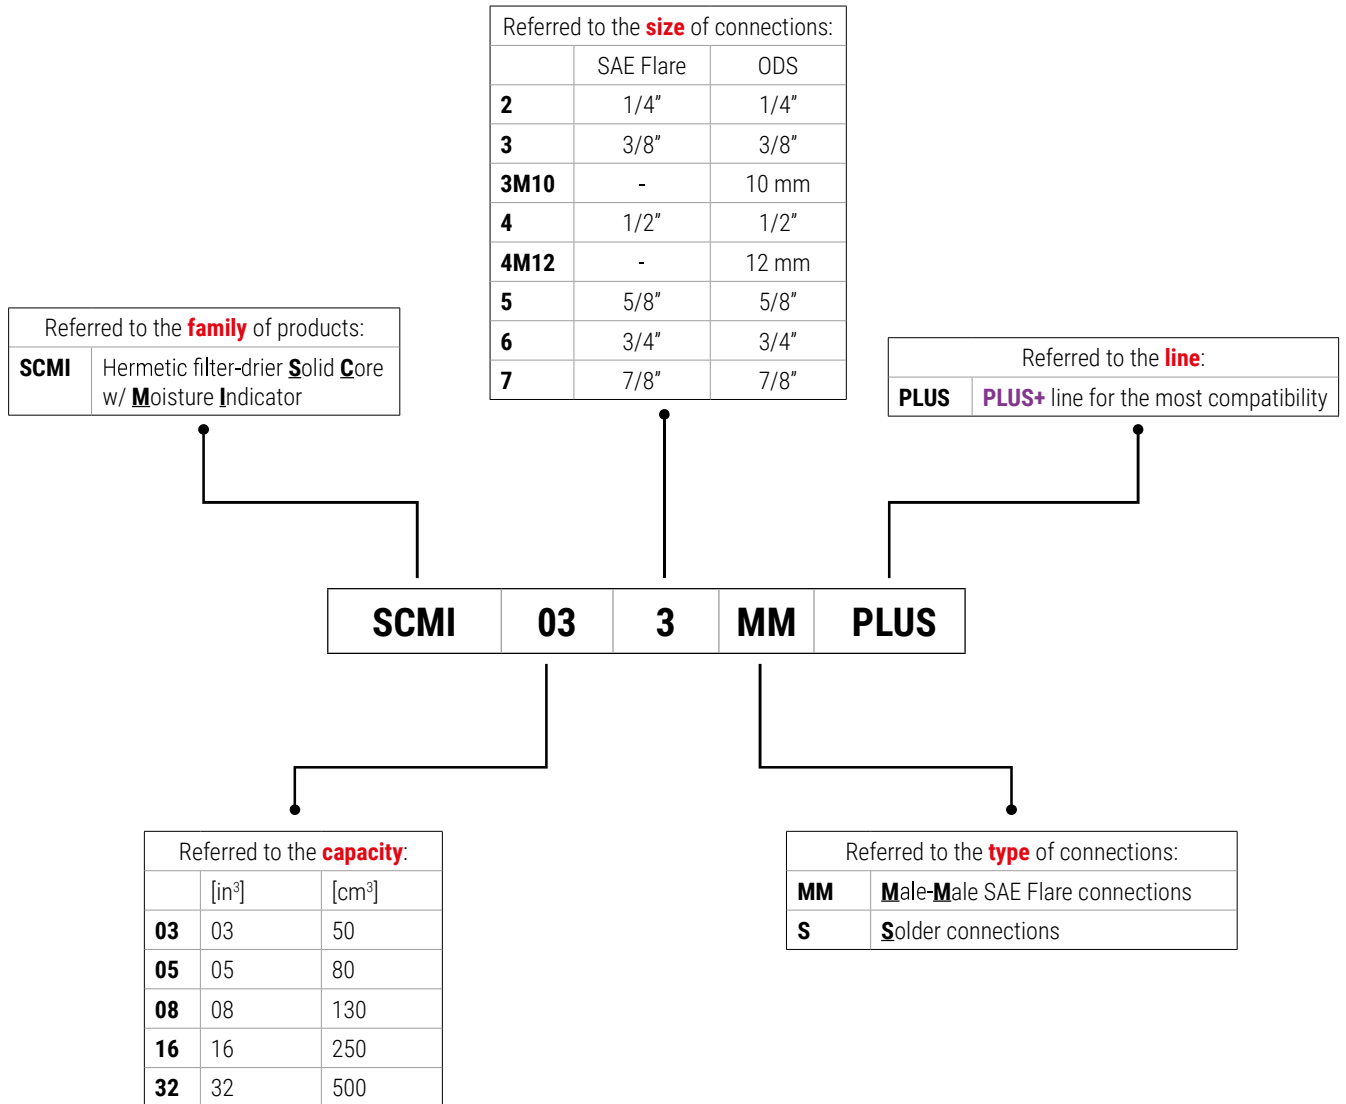 Referred to the size of connections:
SAE Flare ODS
2 1/4" 1/4"
3 3/8" 3/8"
3M10 - 10 mm
4 1/2" 1/2"
4M12 - 12 mm
5 5/8" 5/8"
6 3/4" 3/4"
7 7/8" 7/8"
Referred to the family of products:
SCMI Hermetic filter-drier Solid Core
w/ Moisture Indicator
Referred to the line:
PLUS PLUS+ line for the most compatibility
SCMI 03 3 MM PLUS
Referred to the capacity:
[in³] [cm³]
03 03 50
05 05 80
08 08 130
16 16 250
32 32 500
Referred to the type of connections:
MM Male-Male SAE Flare connections
S Solder connections